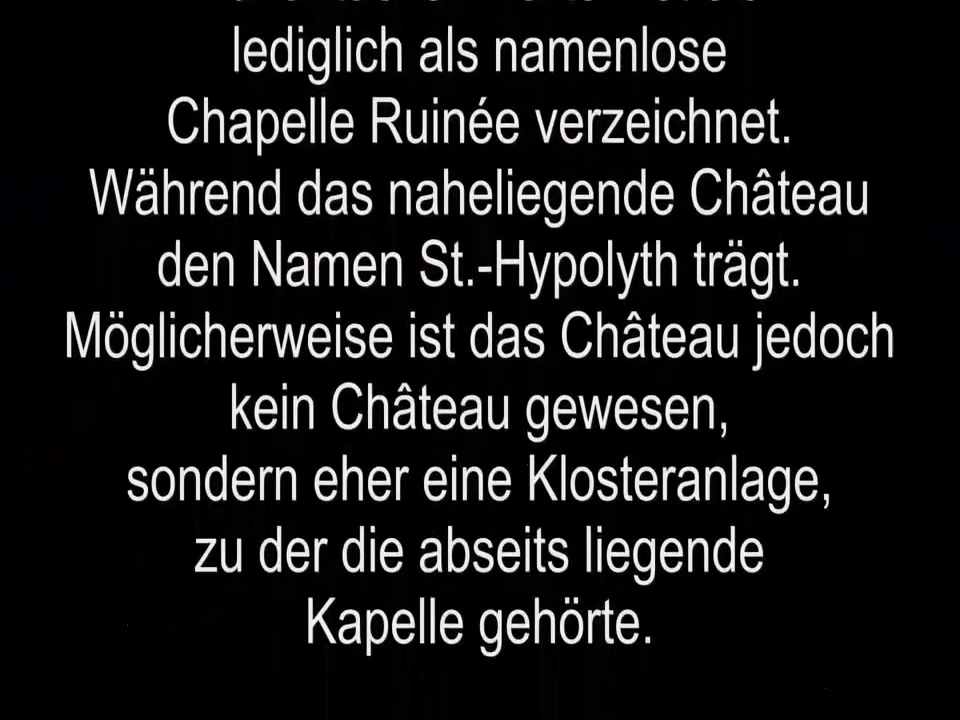 lediglich als namenlose
Chapelle Ruinée verzeichnet.
Während das naheliegende Château
den Namen St.-Hypolyth trägt.
Möglicherweise ist das Château jedoch
kein Château gewesen,
sondern eher eine Klosteranlage,
zu der die abseits liegende
Kapelle gehörte.